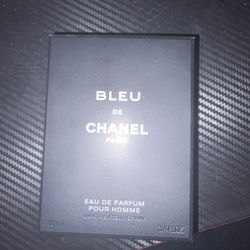 BLEU
DE
CHANEL
PARIS
EAU DE PARFUM
POUR HOMME